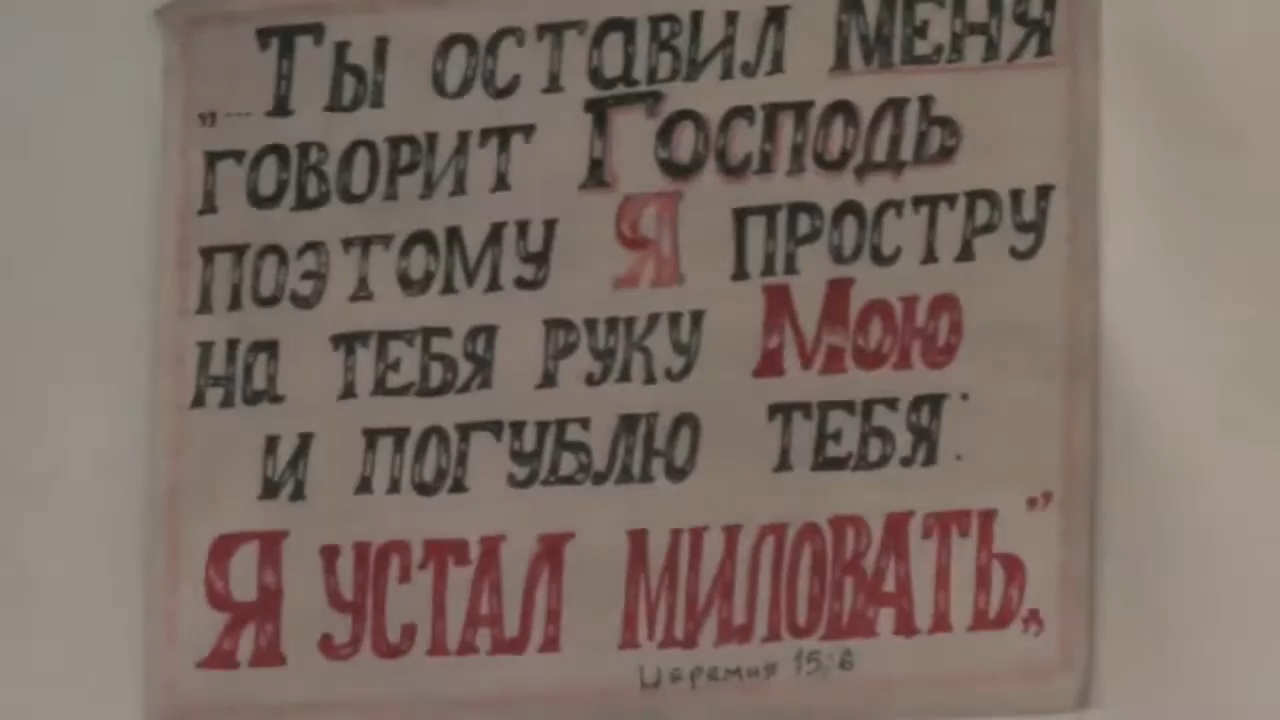 „...Ты оставил МЕНЯ
говорит Господь
поэтому Я простру
на тебя руку Мою
и погублю тебя:
Я устал миловать."
Иеремия 15:6